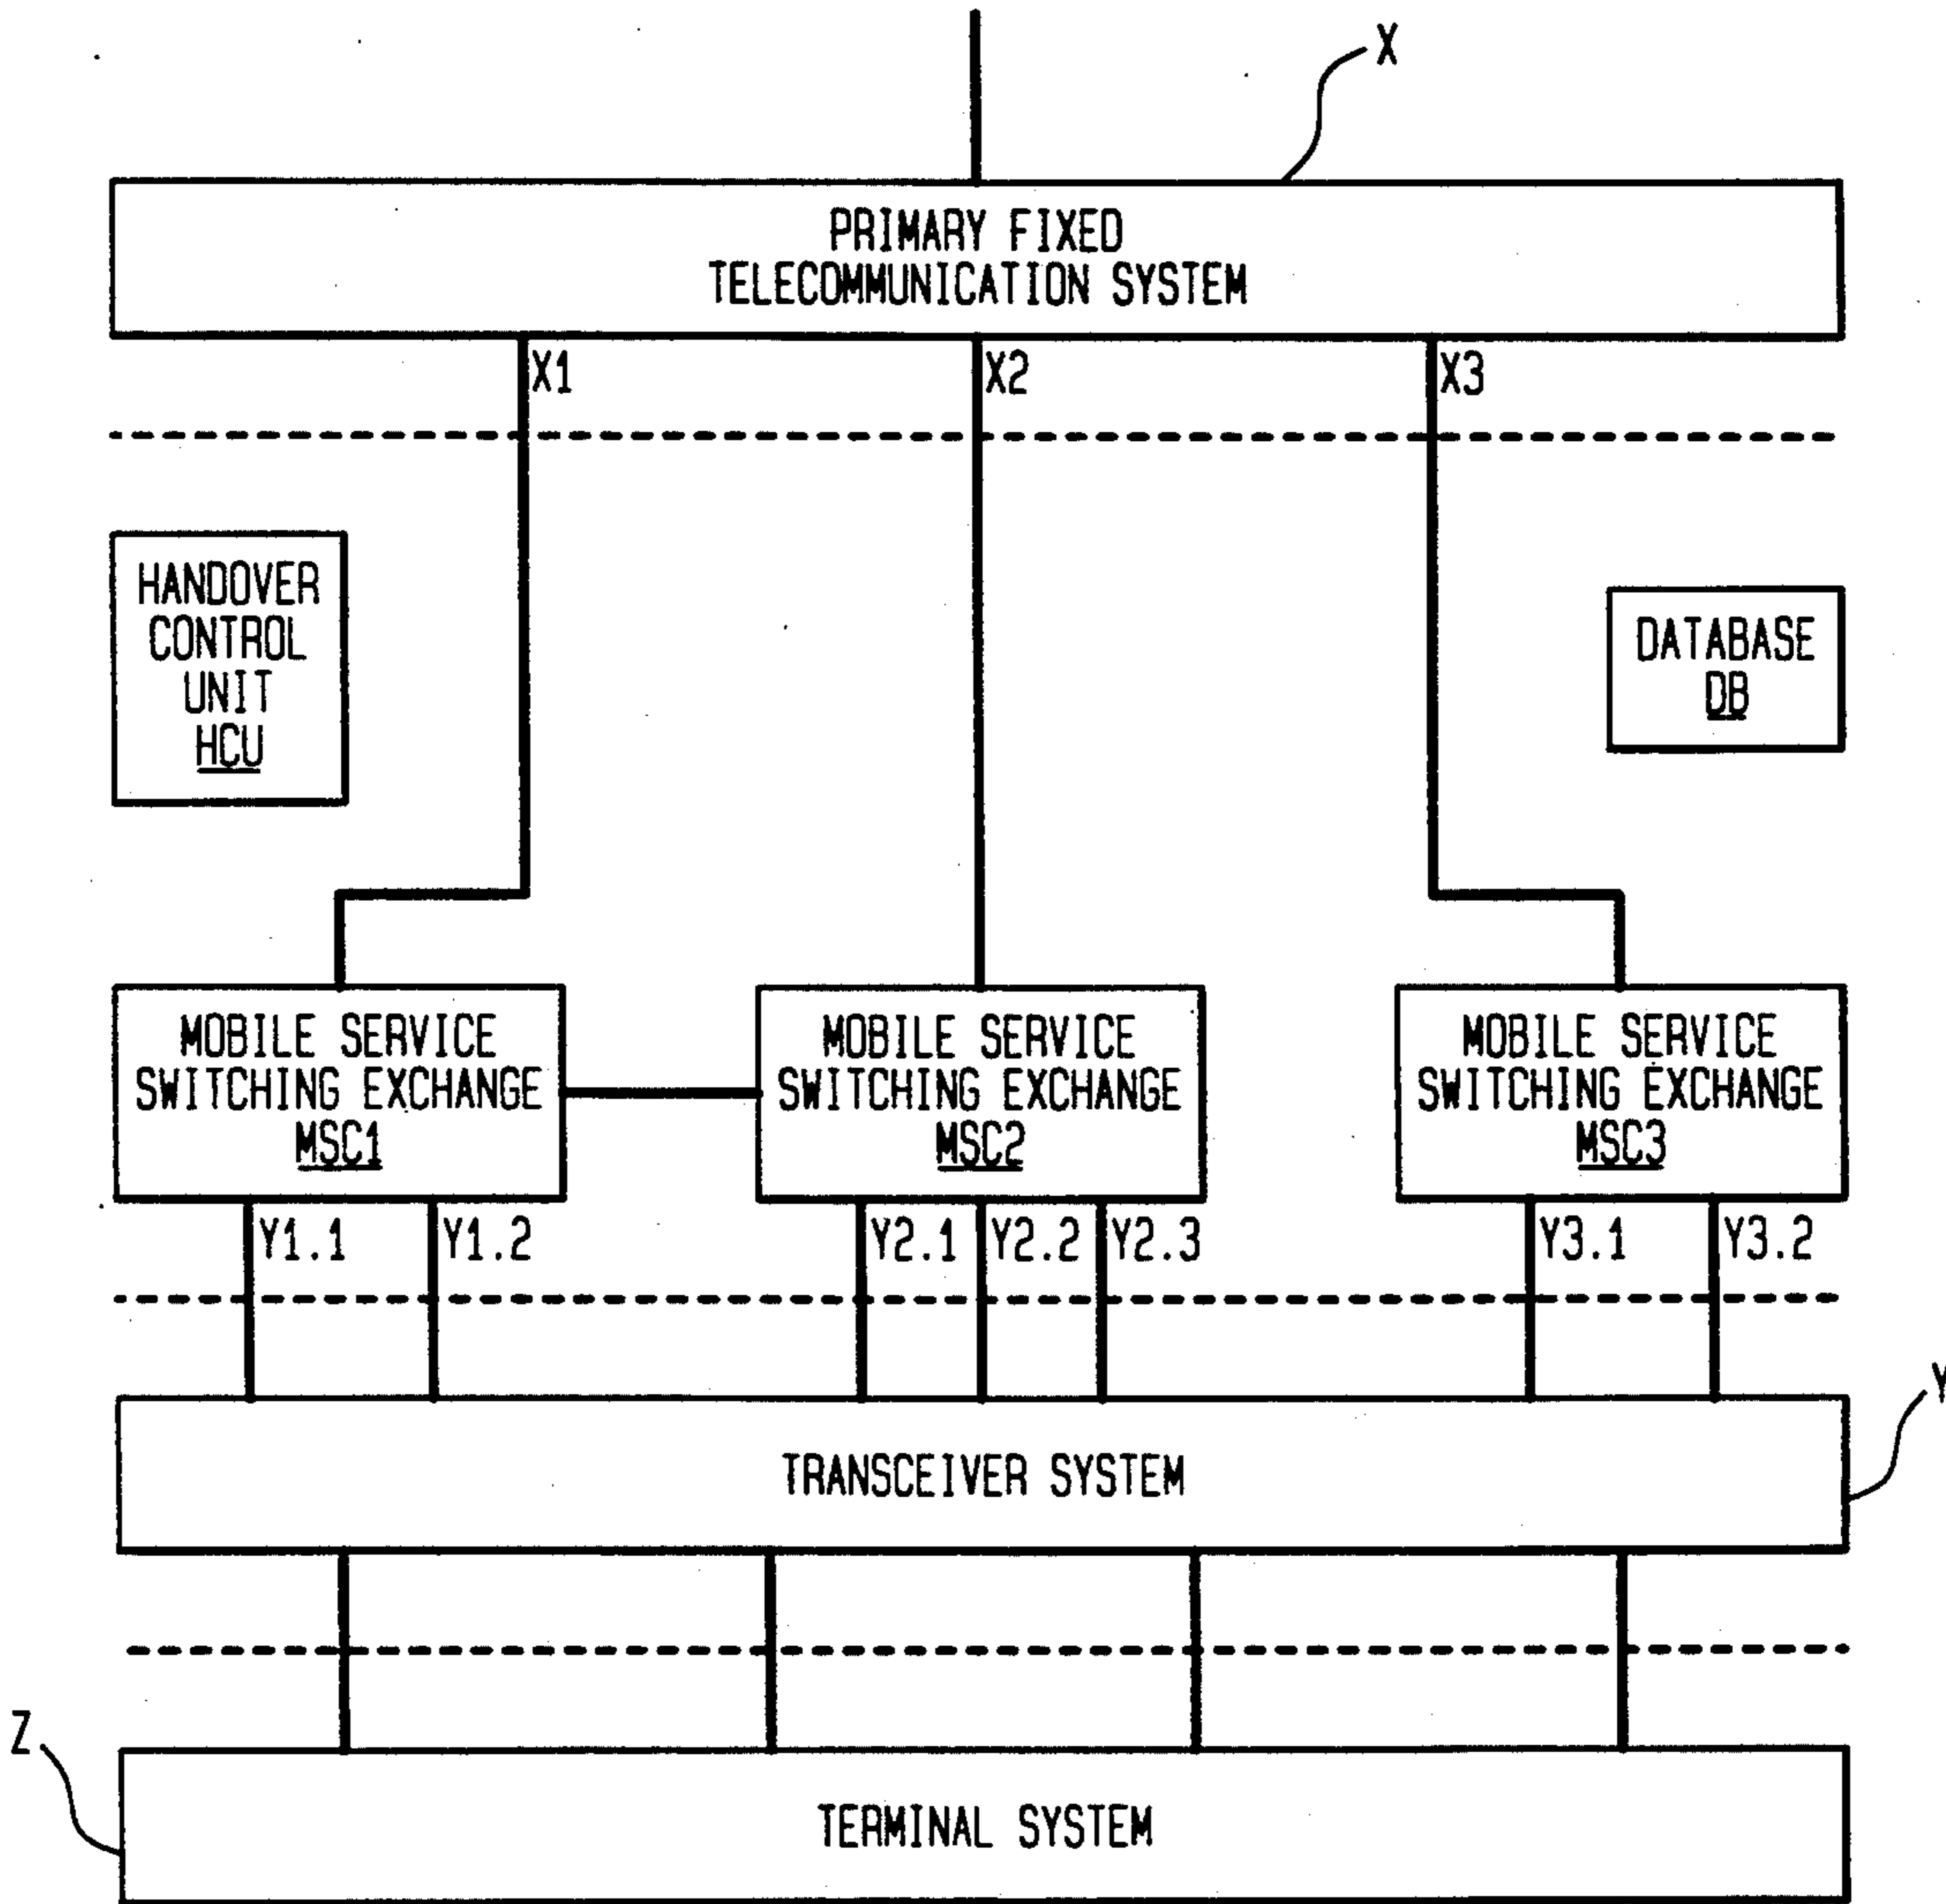 X
PRIMARY FIXED
TELECOMMUNICATION SYSTEM
X1
X2
X3
HANDOVER
CONTROL
UNIT
HCU
DATABASE
DB
MOBILE SERVICE
SWITCHING EXCHANGE
MSC1
MOBILE SERVICE
SWITCHING EXCHANGE
MSC2
MOBILE SERVICE
SWITCHING EXCHANGE
MSC3
Y1.1
Y1.2
Y2.1
Y2.2
Y2.3
Y3.1
Y3.2
Y
TRANSCEIVER SYSTEM
Z
TERMINAL SYSTEM